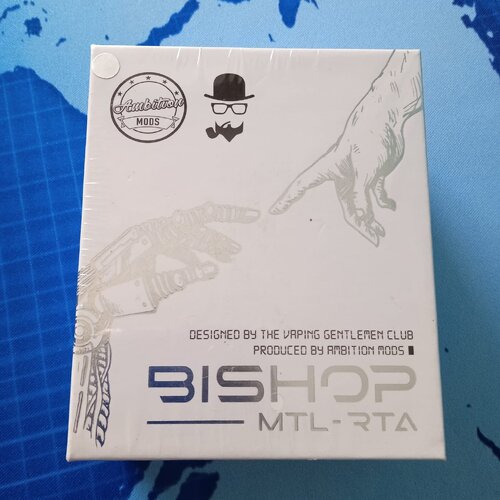 Ambition
MODS
DESIGNED BY THE VAPING GENTLEMEN CLUB
PRODUCED BY AMBITION MODS
BISHOP
MTL-RTA